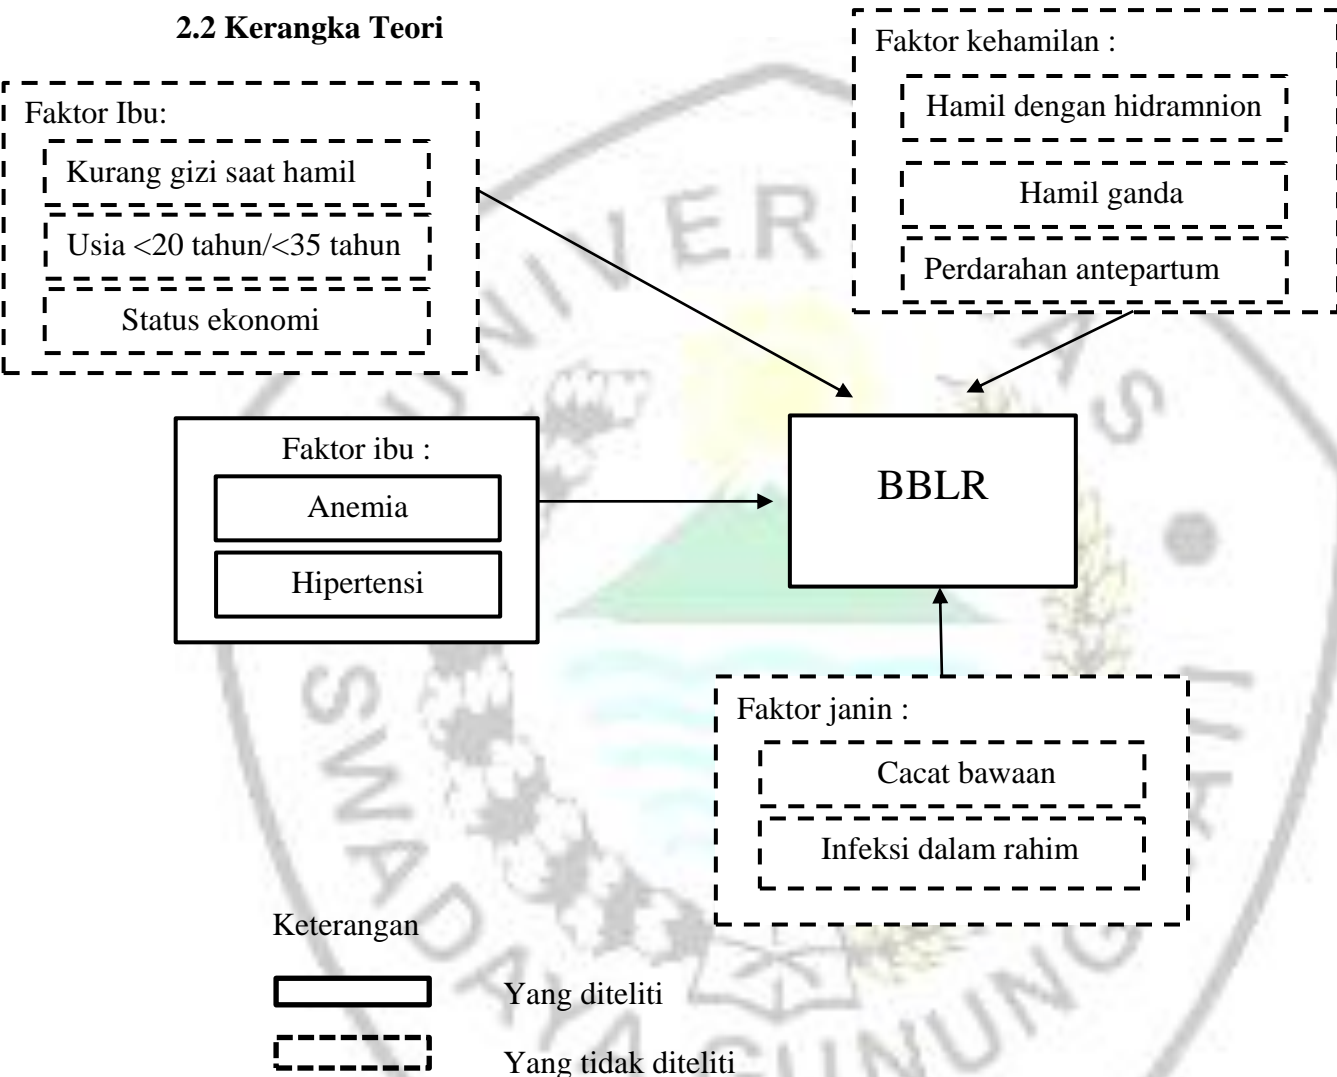 2.2 Kerangka Teori
Faktor Ibu:
Kurang gizi saat hamil
Usia <20 tahun/<35 tahun
Status ekonomi
Faktor kehamilan :
Hamil dengan hidramnion
Hamil ganda
Perdarahan antepartum
Faktor ibu :
Anemia
Hipertensi
BBLR
Faktor janin :
Cacat bawaan
Infeksi dalam rahim
Keterangan
Yang diteliti
Yang tidak diteliti
SWADAYA GUNUNG